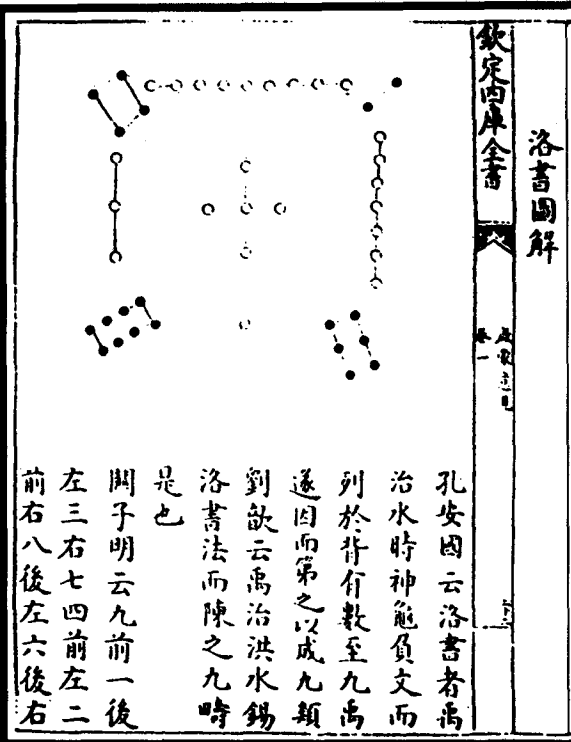 洛書圖解
欽定四庫全書
卷一
孔安國云洛書者禹
治水時神龜負文而
列於背有數至九禹
遂因而第之以成九類
劉歆云禹治洪水錫
洛書法而陳之九疇
是也
關子明云九前一後
左三右七四前左二
前右八後左六後右